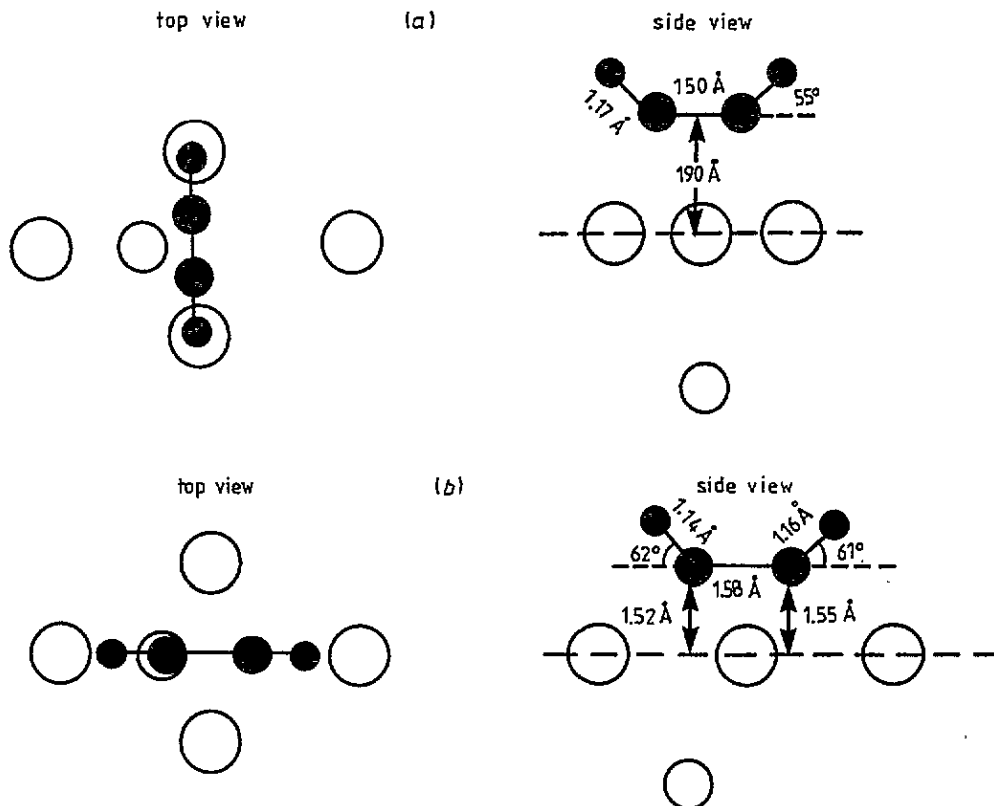 top view (a) side view
150 Å
1.17 Å
55°
190 Å
top view (b) side view
1.14 Å
1.16 Å
62°
61°
1.58 Å
1.52 Å
1.55 Å